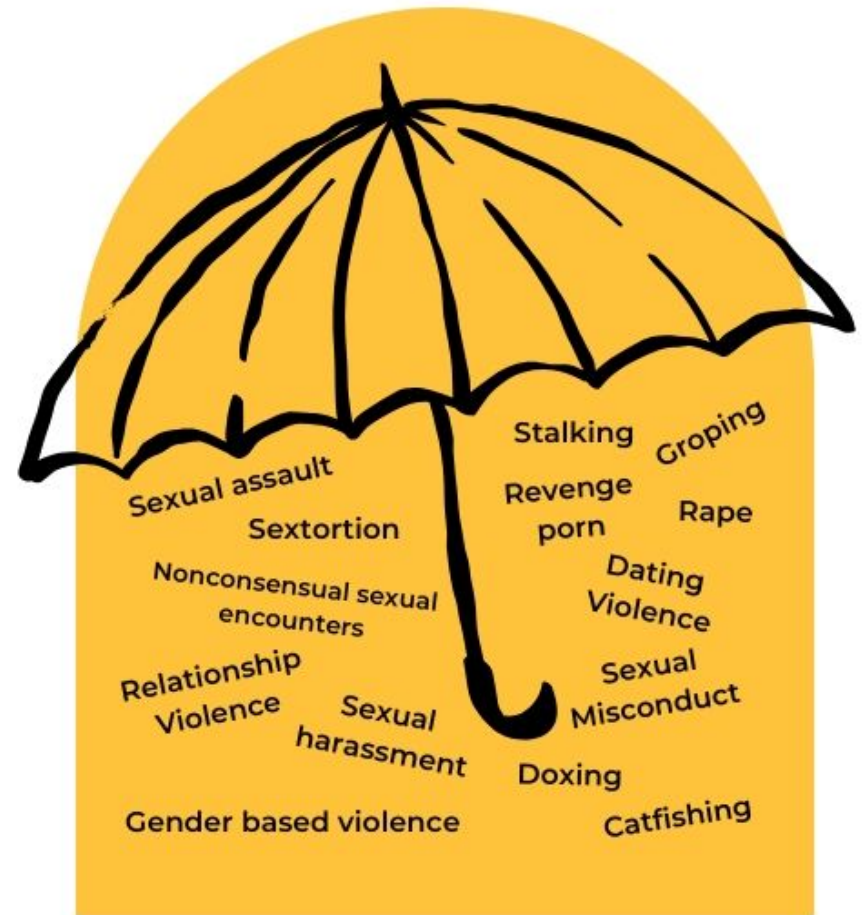 Stalking
Groping
Sexual assault
Revenge
porn
Rape
Sextortion
Nonconsensual sexual
encounters
Dating
Violence
Relationship
Violence
Sexual
Misconduct
Sexual
harassment
Doxing
Gender based violence
Catfishing